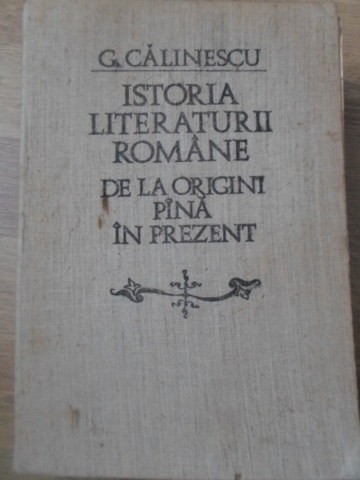 G. CĂLINESCU
ISTORIA
LITERATURII
ROMÂNE
DE LA ORIGINI
PÎNĂ
ÎN PREZENT